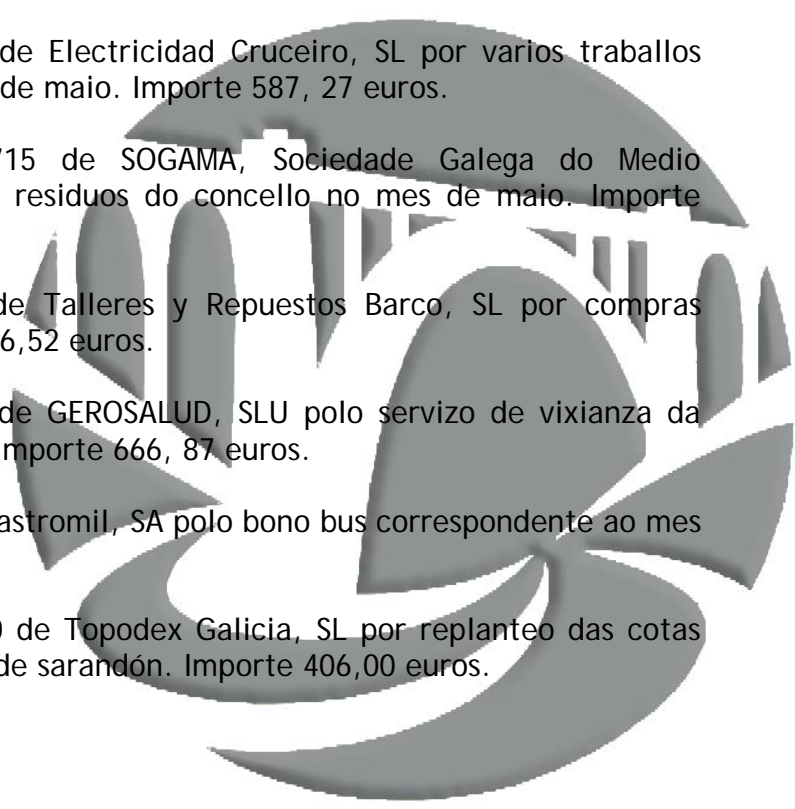 de Electricidad Cruceiro, SL por varios traballos
de maio. Importe 587, 27 euros.
/15 de SOGAMA, Sociedade Galega do Medio
residuos do concello no mes de maio. Importe
de Talleres y Repuestos Barco, SL por compras
6,52 euros.
de GEROSALUD, SLU polo servizo de vixianza da
Importe 666, 87 euros.
astromil, SA polo bono bus correspondente ao mes
0 de Topodex Galicia, SL por replanteo das cotas
de sarandón. Importe 406,00 euros.